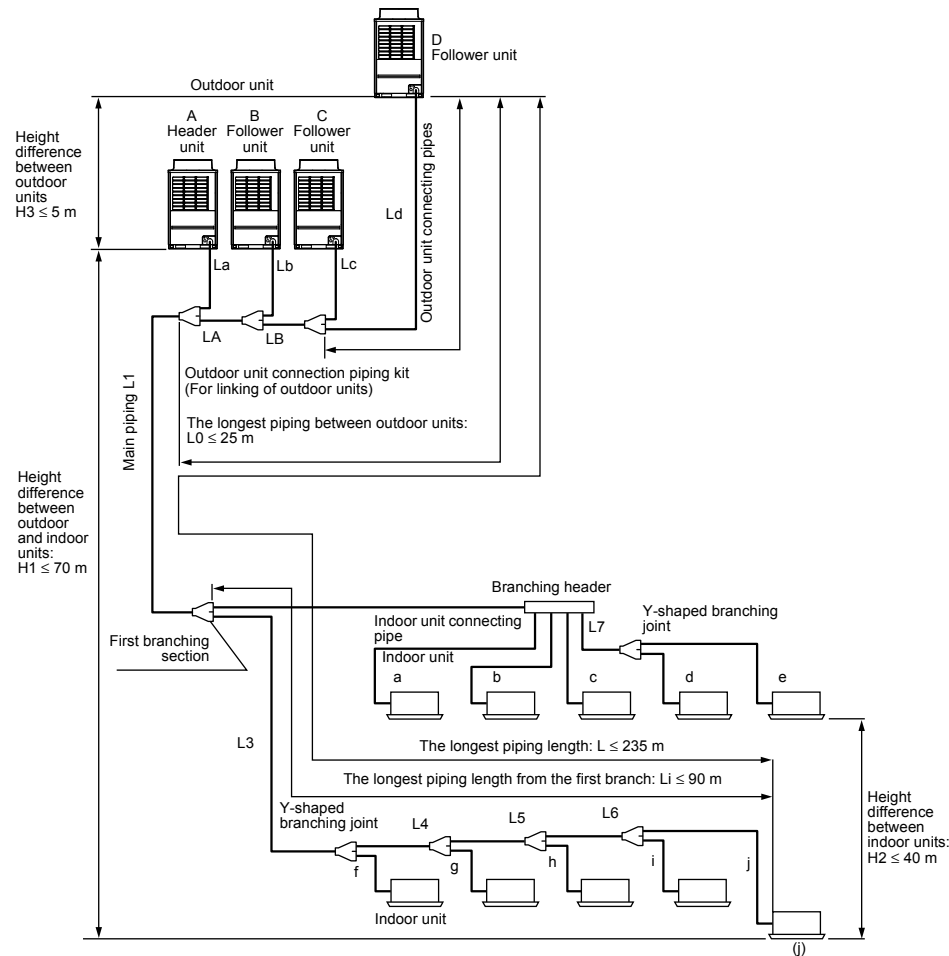 D
Follower unit
Outdoor unit
A
Header
unit
B
Follower
unit
C
Follower
unit
Height
difference
between
outdoor
units
H3 ≤ 5 m
Outdoor unit connecting pipes
Ld
La
Lb
Lc
LA
LB
Main piping L1
Outdoor unit connection piping kit
(For linking of outdoor units)
The longest piping between outdoor units:
L0 ≤ 25 m
Height
difference
between
outdoor
and indoor
units:
H1 ≤ 70 m
Branching header
Indoor unit connecting
pipe
L7
Y-shaped branching
joint
First branching
section
Indoor unit
a
b
c
d
e
L3
The longest piping length: L ≤ 235 m
The longest piping length from the first branch: Li ≤ 90 m
Y-shaped
branching joint
L4
L5
L6
Height
difference
between
indoor units:
H2 ≤ 40 m
f
g
h
i
j
Indoor unit
(j)